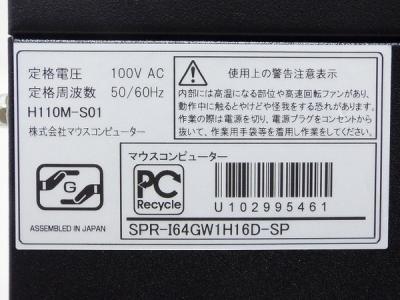 定格電圧 100V AC
定格周波数 50/60Hz
H110M-S01
株式会社マウスコンピューター
使用上の警告注意表示
内部には高温になる部分や高速回転ファンがあり、
動作中に触るとやけどや怪我をする恐れがあります。
作業の際は電源を切り、電源プラグをコンセントから
抜いて、作業用手袋等を着用し作業をしてください。
G
ASSEMBLED IN JAPAN
マウスコンピューター
PC
Recycle
U102995461
SPR-I64GW1H16D-SP